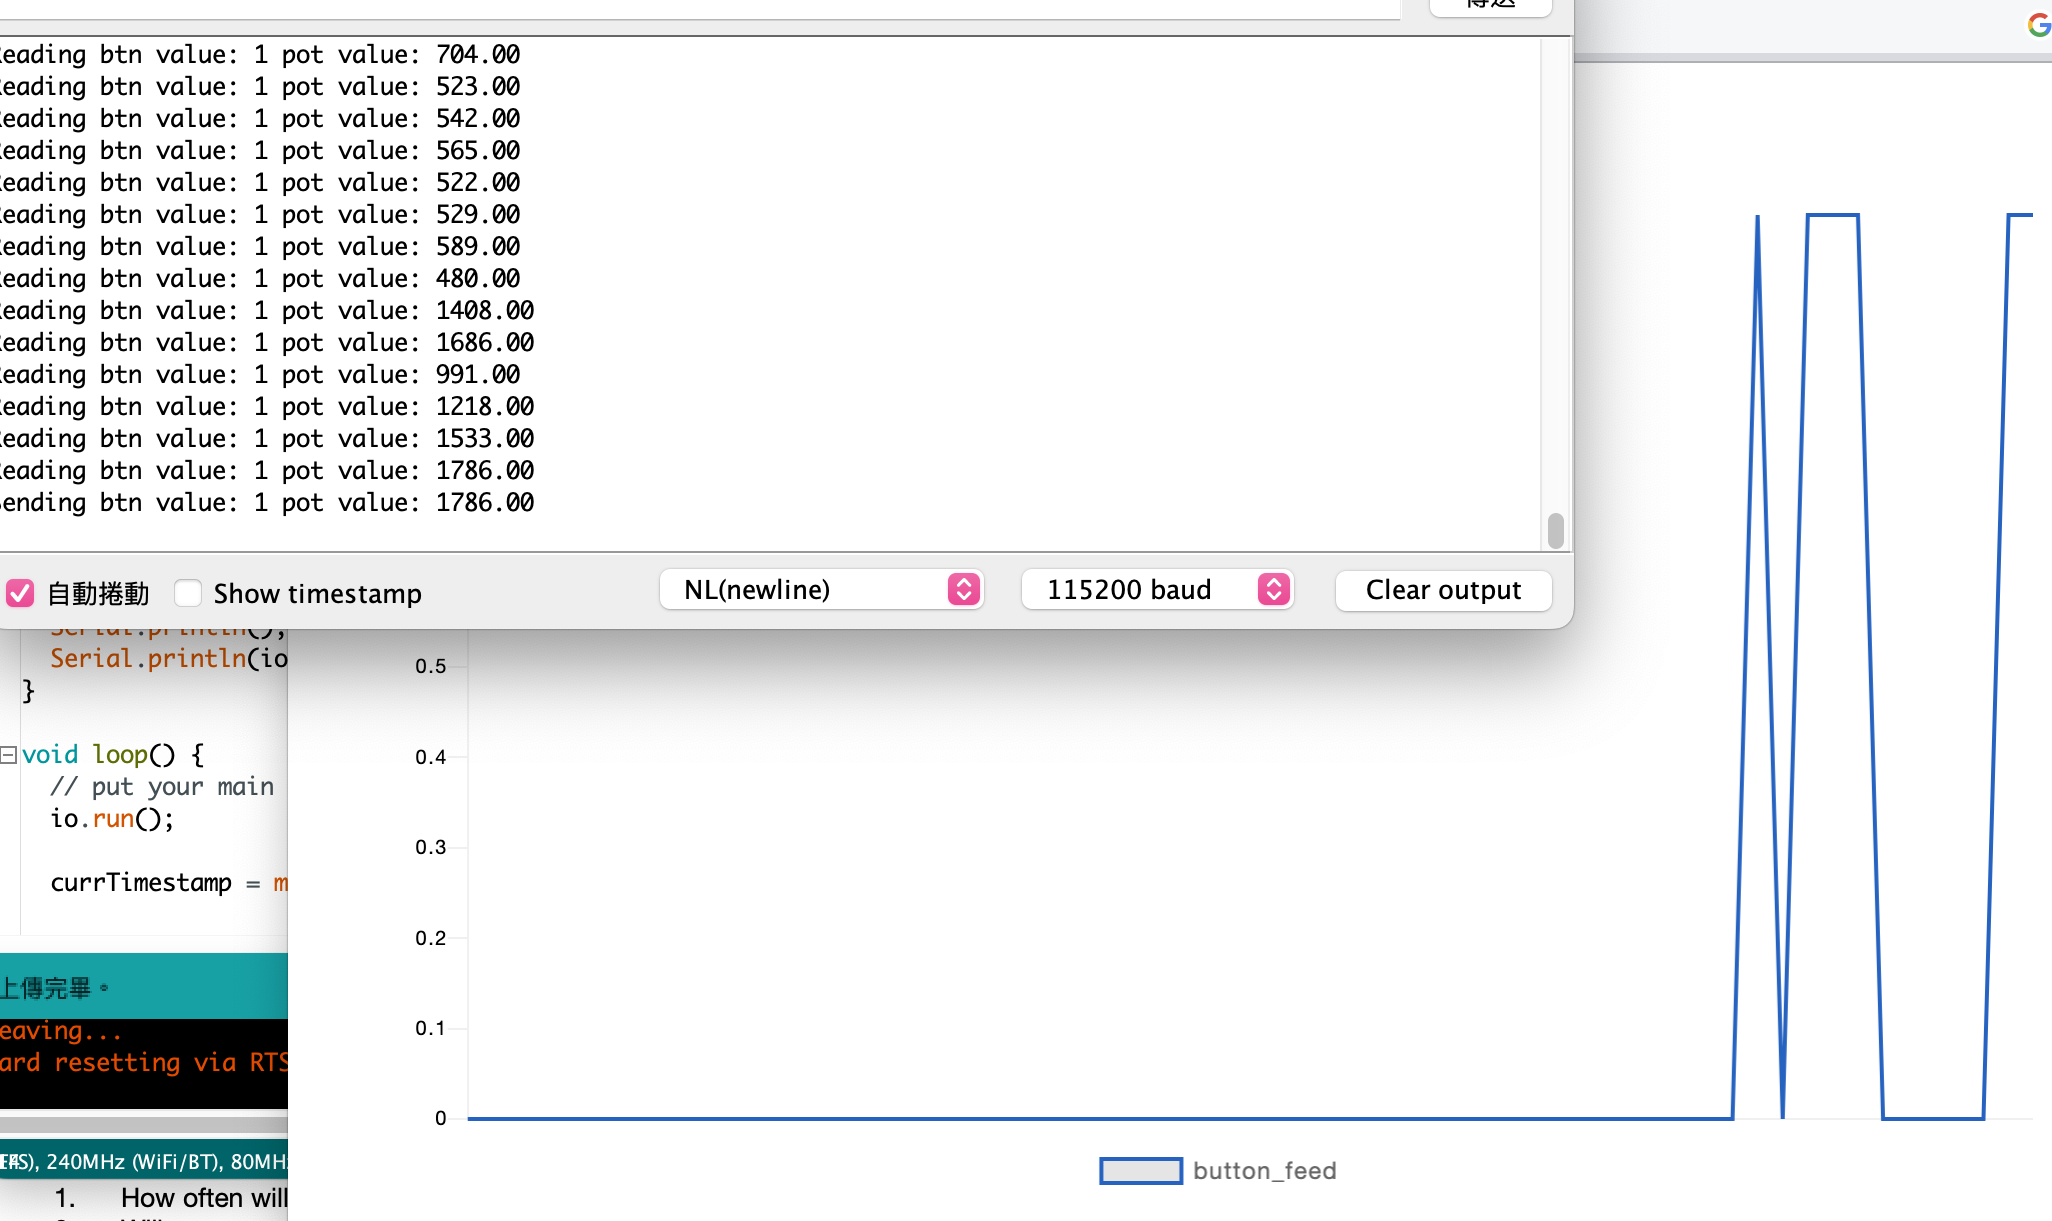 傳送
eading btn value: 1 pot value: 704.00
eading btn value: 1 pot value: 523.00
eading btn value: 1 pot value: 542.00
eading btn value: 1 pot value: 565.00
eading btn value: 1 pot value: 522.00
eading btn value: 1 pot value: 529.00
eading btn value: 1 pot value: 589.00
eading btn value: 1 pot value: 480.00
eading btn value: 1 pot value: 1408.00
eading btn value: 1 pot value: 1686.00
eading btn value: 1 pot value: 991.00
eading btn value: 1 pot value: 1218.00
eading btn value: 1 pot value: 1533.00
eading btn value: 1 pot value: 1786.00
ending btn value: 1 pot value: 1786.00
自動捲動 Show timestamp NL(newline) 115200 baud Clear output
Serial.println();
Serial.println(io
}
void loop() {
// put your main
io.run();
currTimestamp = m
上傳完畢。
eaving...
ard resetting via RTS
), 240MHz (WiFi/BT), 80MH
1. How often will
0.5
0.4
0.3
0.2
0.1
0
button_feed